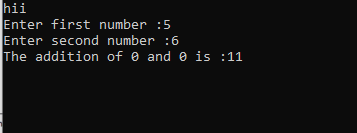 hii
Enter first number :5
Enter second number :6
The addition of 0 and 0 is :11